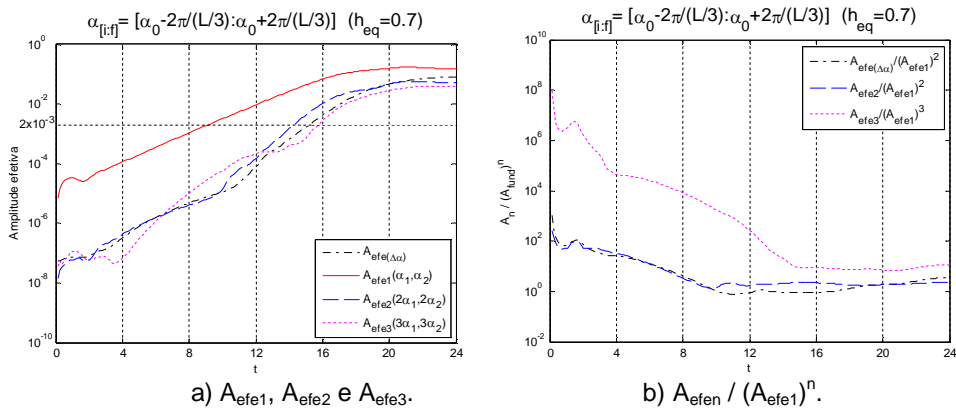 α[i:f]= [α0-2π/(L/3):α0+2π/(L/3)] (heq=0.7)
Amplitude efetiva
10^0
10^-2
2x10^-3
10^-4
10^-6
10^-8
10^-10
0 4 8 12 16 20 24
t
Aefe(Δα)
Aefe1(α1,α2)
Aefe2(2α1,2α2)
Aefe3(3α1,3α2)
a) Aefe1, Aefe2 e Aefe3.
α[i:f]= [α0-2π/(L/3):α0+2π/(L/3)] (heq=0.7)
An / (Afund)^n
10^10
10^8
10^6
10^4
10^2
10^0
10^-2
0 4 8 12 16 20 24
t
Aefe(Δα)/(Aefe1)^2
Aefe2/(Aefe1)^2
Aefe3/(Aefe1)^3
b) Aefen / (Aefe1)^n.